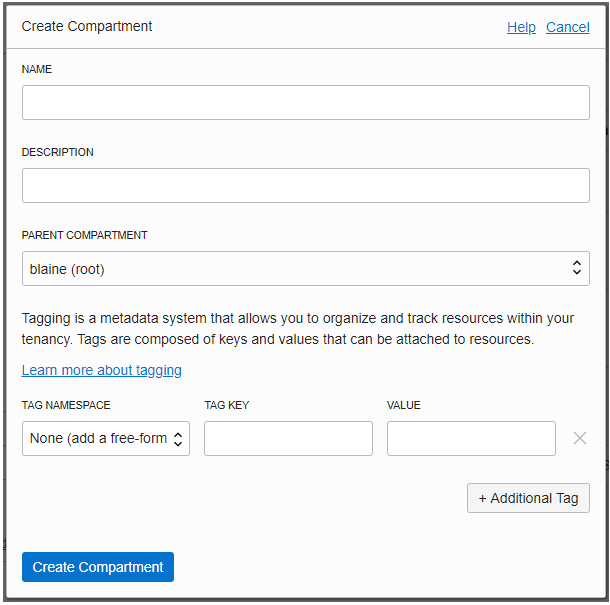 Create Compartment
Help Cancel
NAME
DESCRIPTION
PARENT COMPARTMENT
blaine (root)
Tagging is a metadata system that allows you to organize and track resources within your
tenancy. Tags are composed of keys and values that can be attached to resources.
Learn more about tagging
TAG NAMESPACE TAG KEY VALUE
None (add a free-form
+ Additional Tag
Create Compartment